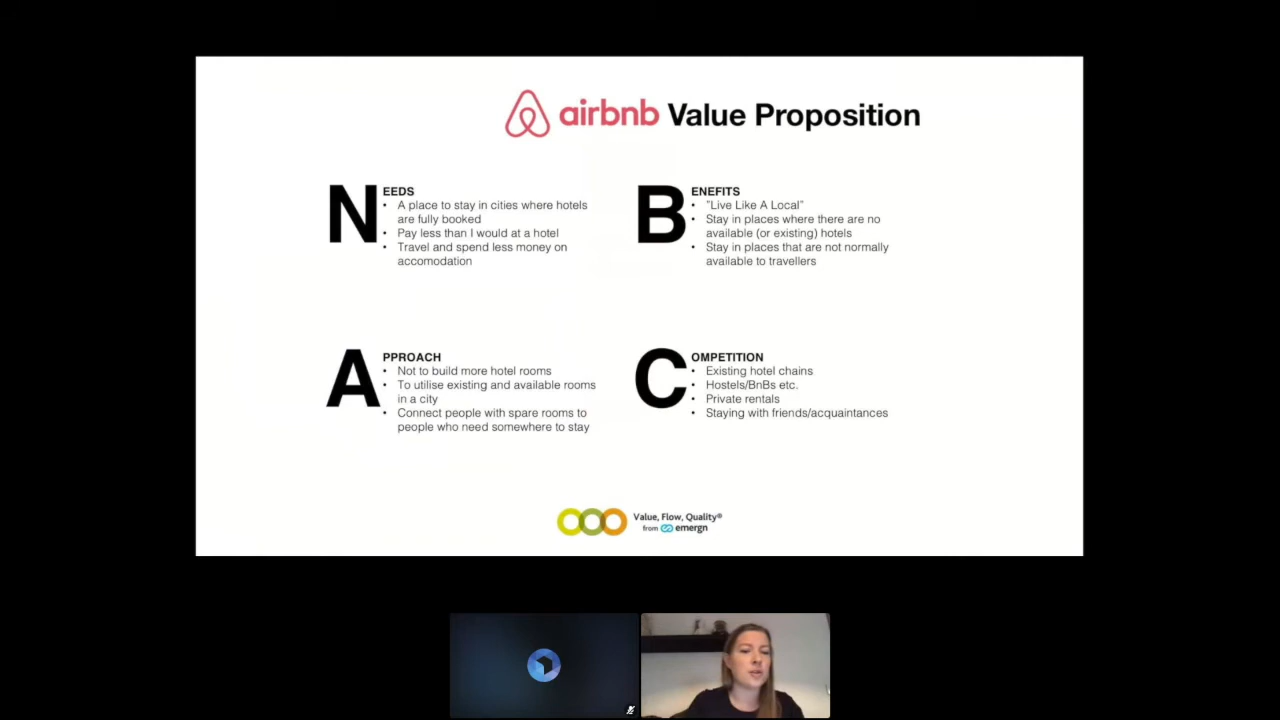 airbnb Value Proposition
NEEDS
• A place to stay in cities where hotels
are fully booked
• Pay less than I would at a hotel
• Travel and spend less money on
accomodation
BENEFITS
• "Live Like A Local"
• Stay in places where there are no
available (or existing) hotels
• Stay in places that are not normally
available to travellers
APPROACH
• Not to build more hotel rooms
• To utilise existing and available rooms
in a city
• Connect people with spare rooms to
people who need somewhere to stay
COMPETITION
• Existing hotel chains
• Hostels/BnBs etc.
• Private rentals
• Staying with friends/acquaintances
Value, Flow, Quality®
from emergn